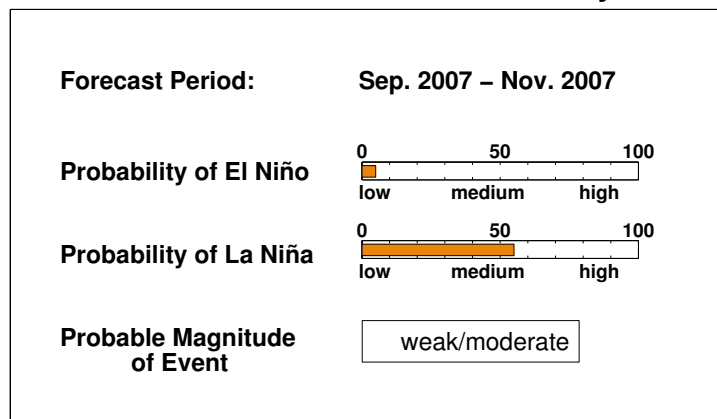 Forecast Period: Sep. 2007 – Nov. 2007
0 50 100
Probability of El Niño
low medium high
0 50 100
Probability of La Niña
low medium high
Probable Magnitude
of Event
weak/moderate